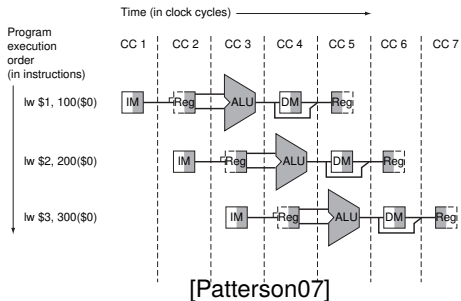 Time (in clock cycles)
Program
execution
order
(in instructions)
CC 1 CC 2 CC 3 CC 4 CC 5 CC 6 CC 7
lw $1, 100($0) IM Reg ALU DM Reg
lw $2, 200($0) IM Reg ALU DM Reg
lw $3, 300($0) IM Reg ALU DM Reg
[Patterson07]